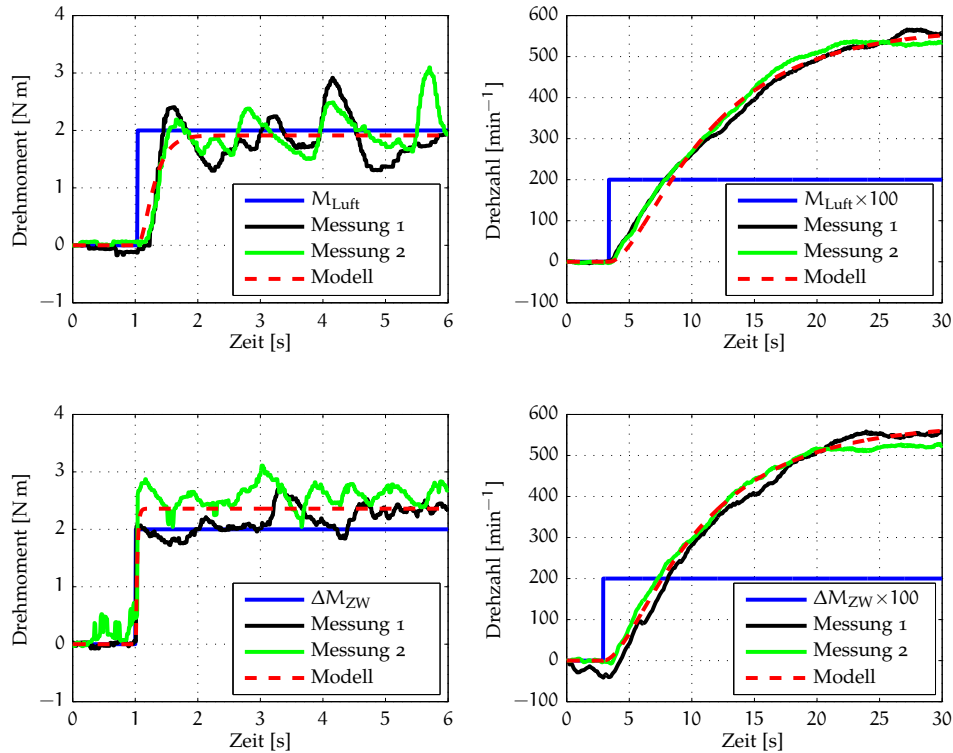 Drehmoment [N m]
4
3
2
1
0
−1
0
1
2
3
4
5
6
Zeit [s]
M_Luft
Messung 1
Messung 2
Modell
Drehzahl [min⁻¹]
600
500
400
300
200
100
0
−100
0
5
10
15
20
25
30
Zeit [s]
M_Luft×100
Messung 1
Messung 2
Modell
Drehmoment [N m]
4
3
2
1
0
−1
0
1
2
3
4
5
6
Zeit [s]
ΔM_ZW
Messung 1
Messung 2
Modell
Drehzahl [min⁻¹]
600
500
400
300
200
100
0
−100
0
5
10
15
20
25
30
Zeit [s]
ΔM_ZW×100
Messung 1
Messung 2
Modell